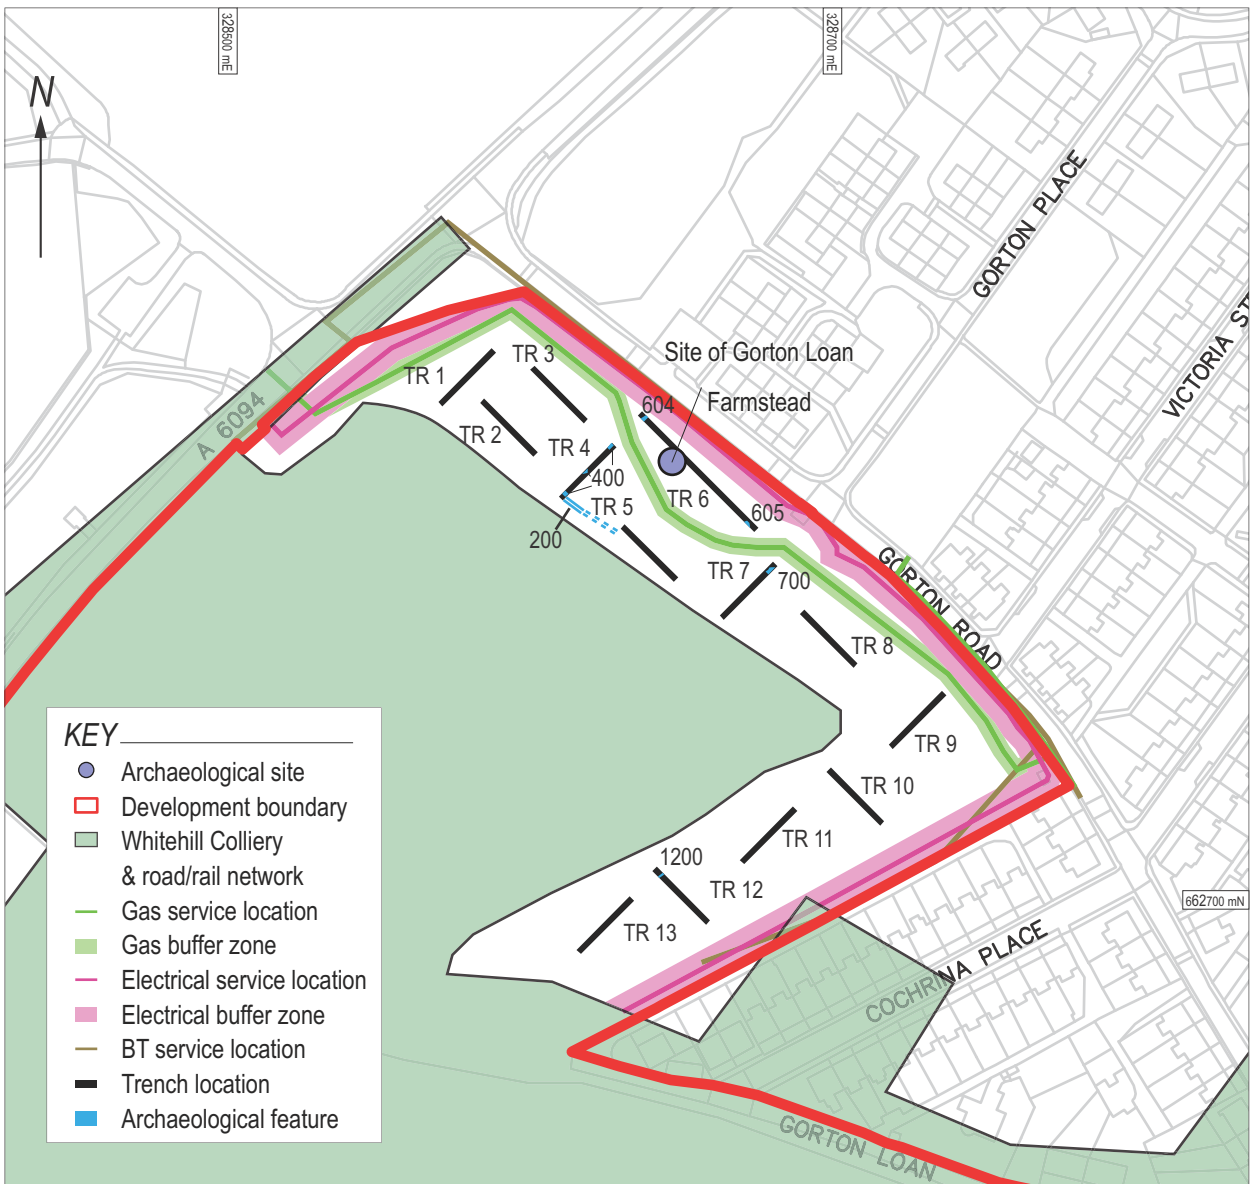 328500 mE
328700 mE
N
GORTON PLACE
VICTORIA ST
Site of Gorton Loan
Farmstead
TR 3
TR 1
604
A 6094
TR 2
TR 4
400
TR 6
TR 5
605
200
GORTON ROAD
TR 7
700
TR 8
TR 9
TR 10
TR 11
1200
TR 12
TR 13
662700 mN
COCHRINA PLACE
GORTON LOAN
KEY
Archaeological site
Development boundary
Whitehill Colliery
& road/rail network
Gas service location
Gas buffer zone
Electrical service location
Electrical buffer zone
BT service location
Trench location
Archaeological feature